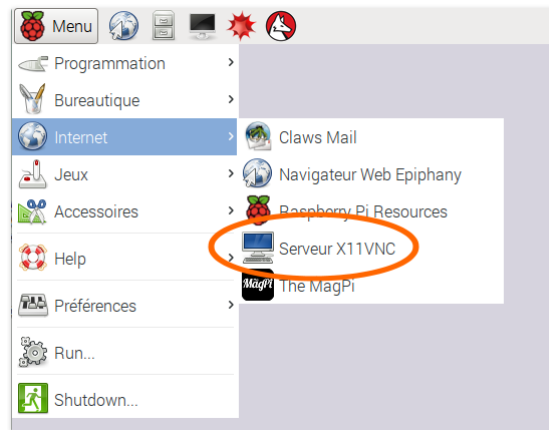 Menu
Programmation
Bureautique
Internet
Jeux
Accessoires
Help
Préférences
Run...
Shutdown...
Claws Mail
Navigateur Web Epiphany
Raspberry Pi Resources
Serveur X11VNC
MagPi
The MagPi